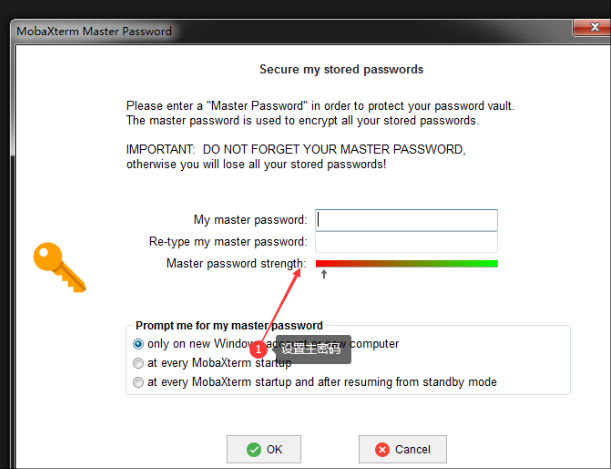 MobaXterm Master Password
Secure my stored passwords
Please enter a "Master Password" in order to protect your password vault.
The master password is used to encrypt all your stored passwords.
IMPORTANT: DO NOT FORGET YOUR MASTER PASSWORD,
otherwise you will lose all your stored passwords!
My master password:
Re-type my master password:
Master password strength:
Prompt me for my master password
only on new Windows account or new computer
1 设置主密码
at every MobaXterm startup
at every MobaXterm startup and after resuming from standby mode
OK
Cancel